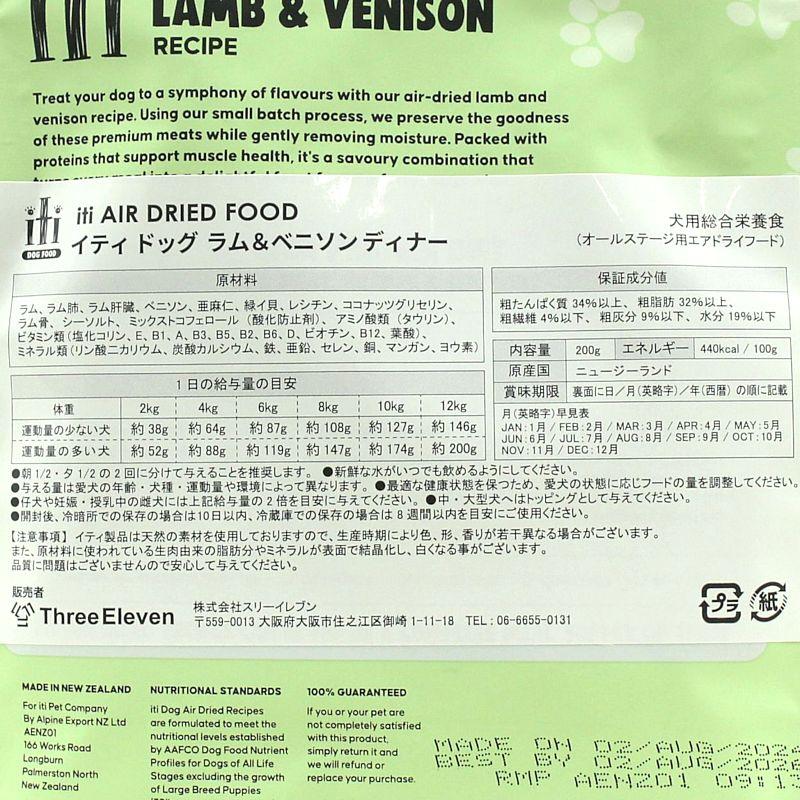 iti LAMB & VENISON
RECIPE
Treat your dog to a symphony of flavours with our air-dried lamb and
venison recipe. Using our small batch process, we preserve the goodness
of these premium meats while gently removing moisture. Packed with
proteins that support muscle health, it's a savoury combination that
iti DOG FOOD
iti AIR DRIED FOOD
イティ ドッグ ラム&ベニソン ディナー
犬用総合栄養食
(オールステージ用エアドライフード)
原材料
ラム、ラム肺、ラム肝臓、ベニソン、亜麻仁、緑イ貝、レシチン、ココナッツグリセリン、
ラム骨、シーソルト、ミックストコフェロール(酸化防止剤)、アミノ酸類(タウリン)、
ビタミン類(塩化コリン、E、B1、A、B3、B5、B2、B6、D、ビオチン、B12、葉酸)、
ミネラル類(リン酸二カリウム、炭酸カルシウム、鉄、亜鉛、セレン、銅、マンガン、ヨウ素)
保証成分値
粗たんぱく質 34%以上、粗脂肪 32%以上、
粗繊維 4%以下、粗灰分 9%以下、水分 19%以下
内容量 200g エネルギー 440kcal / 100g
原産国 ニュージーランド
賞味期限 裏面に日/月(英略字)/年(西暦) の順に記載
月(英略字)早見表
JAN:1月 / FEB:2月 / MAR:3月 / APR:4月 / MAY:5月
JUN:6月 / JUL:7月 / AUG:8月 / SEP:9月 / OCT:10月
NOV:11月 / DEC:12月
1日の給与量の目安
体重 2kg 4kg 6kg 8kg 10kg 12kg
運動量の少ない犬 約 38g 約 64g 約 87g 約 108g 約 127g 約 146g
運動量の多い犬 約 52g 約 88g 約 119g 約 147g 約 174g 約 200g
●朝 1/2・夕 1/2 の 2 回に分けて与えることを推奨します。 ●新鮮な水がいつでも飲めるようにしてください。
●与える量は愛犬の年齢・犬種・運動量や環境によって異なります。 ●最適な健康状態を保つため、愛犬の状態に応じフードの量を調整してください。
●仔犬や妊娠・授乳中の雌犬には上記給与量の 2 倍を目安に与えてください。 ●中・大型犬へはトッピングとして与えてください。
●開封後、冷暗所での保存の場合は10日以内、冷蔵庫での保存の場合は 8 週間以内を目安にご使用ください。
【注意事項】 イティ製品は天然の素材を使用しておりますので、生産時期により色、形、香りが若干異なる場合がございます。
また、原材料に使われている生肉由来の脂肪分やミネラルが表面で結晶化し、白くなる事がございます。
品質に問題はございませんので安心して与えてください。
販売者
ThreeEleven
株式会社スリーイレブン
〒559-0013 大阪府大阪市住之江区御崎 1-11-18 TEL:06-6655-0131
プラ 紙
MADE IN NEW ZEALAND
For iti Pet Company
By Alpine Export NZ Ltd
AENZ01
166 Works Road
Longburn
Palmerston North
New Zealand
NUTRITIONAL STANDARDS
iti Dog Air Dried Recipes
are formulated to meet the
nutritional levels established
by AAFCO Dog Food Nutrient
Profiles for Dogs of All Life
Stages excluding the growth
of Large Breed Puppies
100% GUARANTEED
If you or your pet are
not completely satisfied
with this product,
simply return it and
we will refund or
replace your purchase.
MADE ON 02/AUG/202
BEST BY 02/AUG/202
RMP AENZ01 09:13